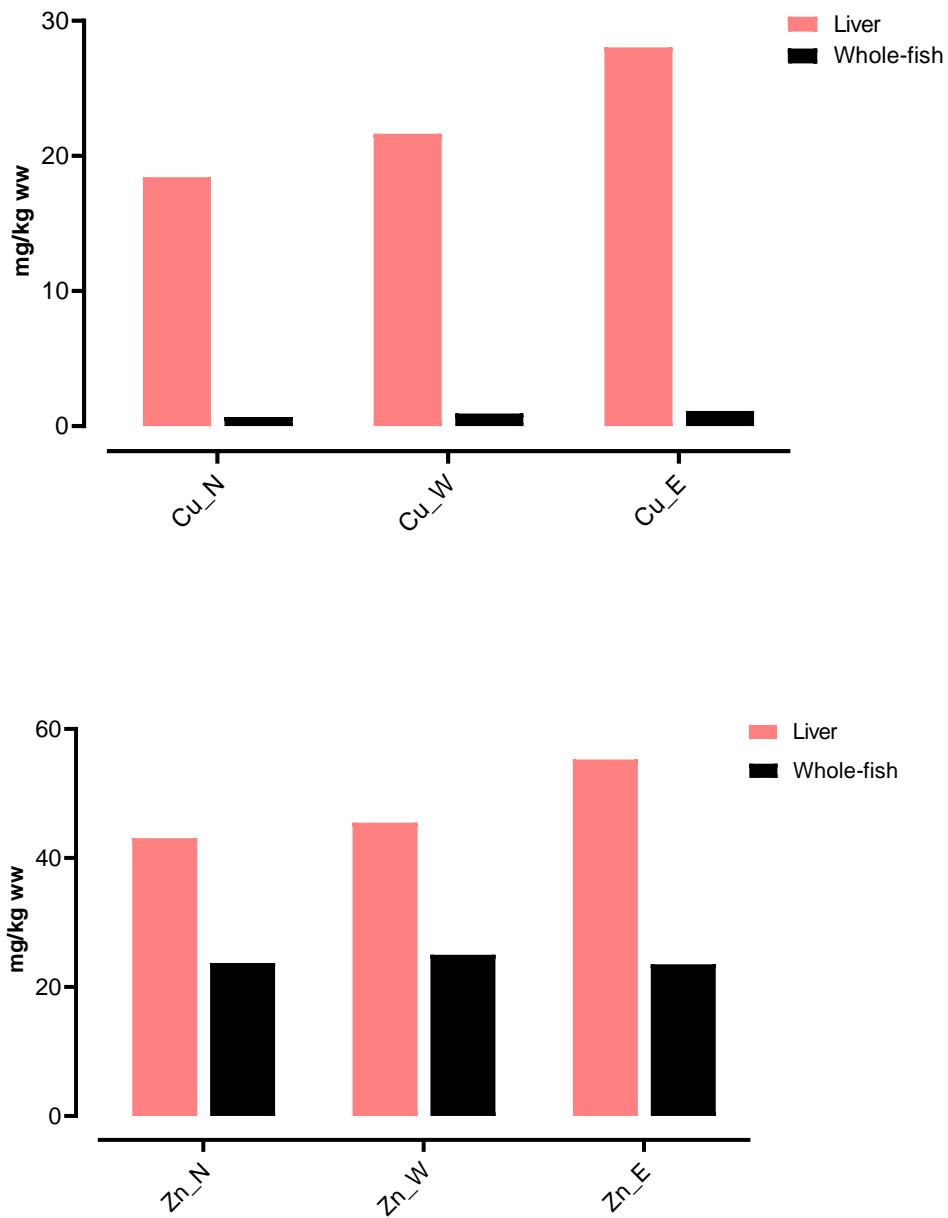 30
Liver
Whole-fish
20
mg/kg ww
10
0
Cu_N
Cu_W
Cu_E
60
Liver
Whole-fish
40
mg/kg ww
20
0
Zn_N
Zn_W
Zn_E